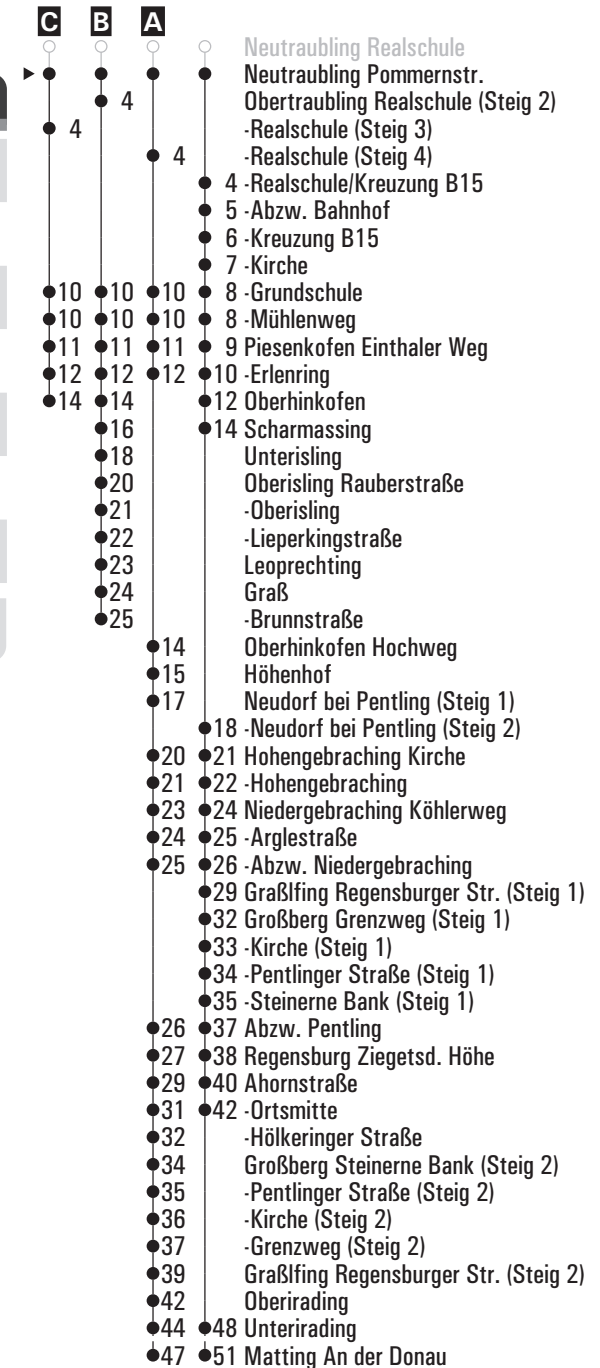 C B A
Neutraubling Realschule
Neutraubling Pommernstr.
4 Obertraubling Realschule (Steig 2)
4 -Realschule (Steig 3)
4 -Realschule (Steig 4)
4 -Realschule/Kreuzung B15
5 -Abzw. Bahnhof
6 -Kreuzung B15
7 -Kirche
10 10 10 8 -Grundschule
10 10 10 8 -Mühlenweg
11 11 11 9 Piesenkofen Einthaler Weg
12 12 12 10 -Erlenring
14 14 12 Oberhinkofen
16 14 Scharmassing
18 Unterisling
20 Oberisling Rauberstraße
21 -Oberisling
22 -Lieperkingstraße
23 Leoprechting
24 Graß
25 -Brunnstraße
14 Oberhinkofen Hochweg
15 Höhenhof
17 Neudorf bei Pentling (Steig 1)
18 -Neudorf bei Pentling (Steig 2)
20 21 Hohengebraching Kirche
21 22 -Hohengebraching
23 24 Niedergebraching Köhlerweg
24 25 -Arglestraße
25 26 -Abzw. Niedergebraching
29 Graßlfing Regensburger Str. (Steig 1)
32 Großberg Grenzweg (Steig 1)
33 -Kirche (Steig 1)
34 -Pentlinger Straße (Steig 1)
35 -Steinerne Bank (Steig 1)
26 37 Abzw. Pentling
27 38 Regensburg Ziegetsd. Höhe
29 40 Ahornstraße
31 42 -Ortsmitte
32 -Hölkeringer Straße
34 Großberg Steinerne Bank (Steig 2)
35 -Pentlinger Straße (Steig 2)
36 -Kirche (Steig 2)
37 -Grenzweg (Steig 2)
39 Graßlfing Regensburger Str. (Steig 2)
42 Oberirading
44 48 Unterirading
47 51 Matting An der Donau